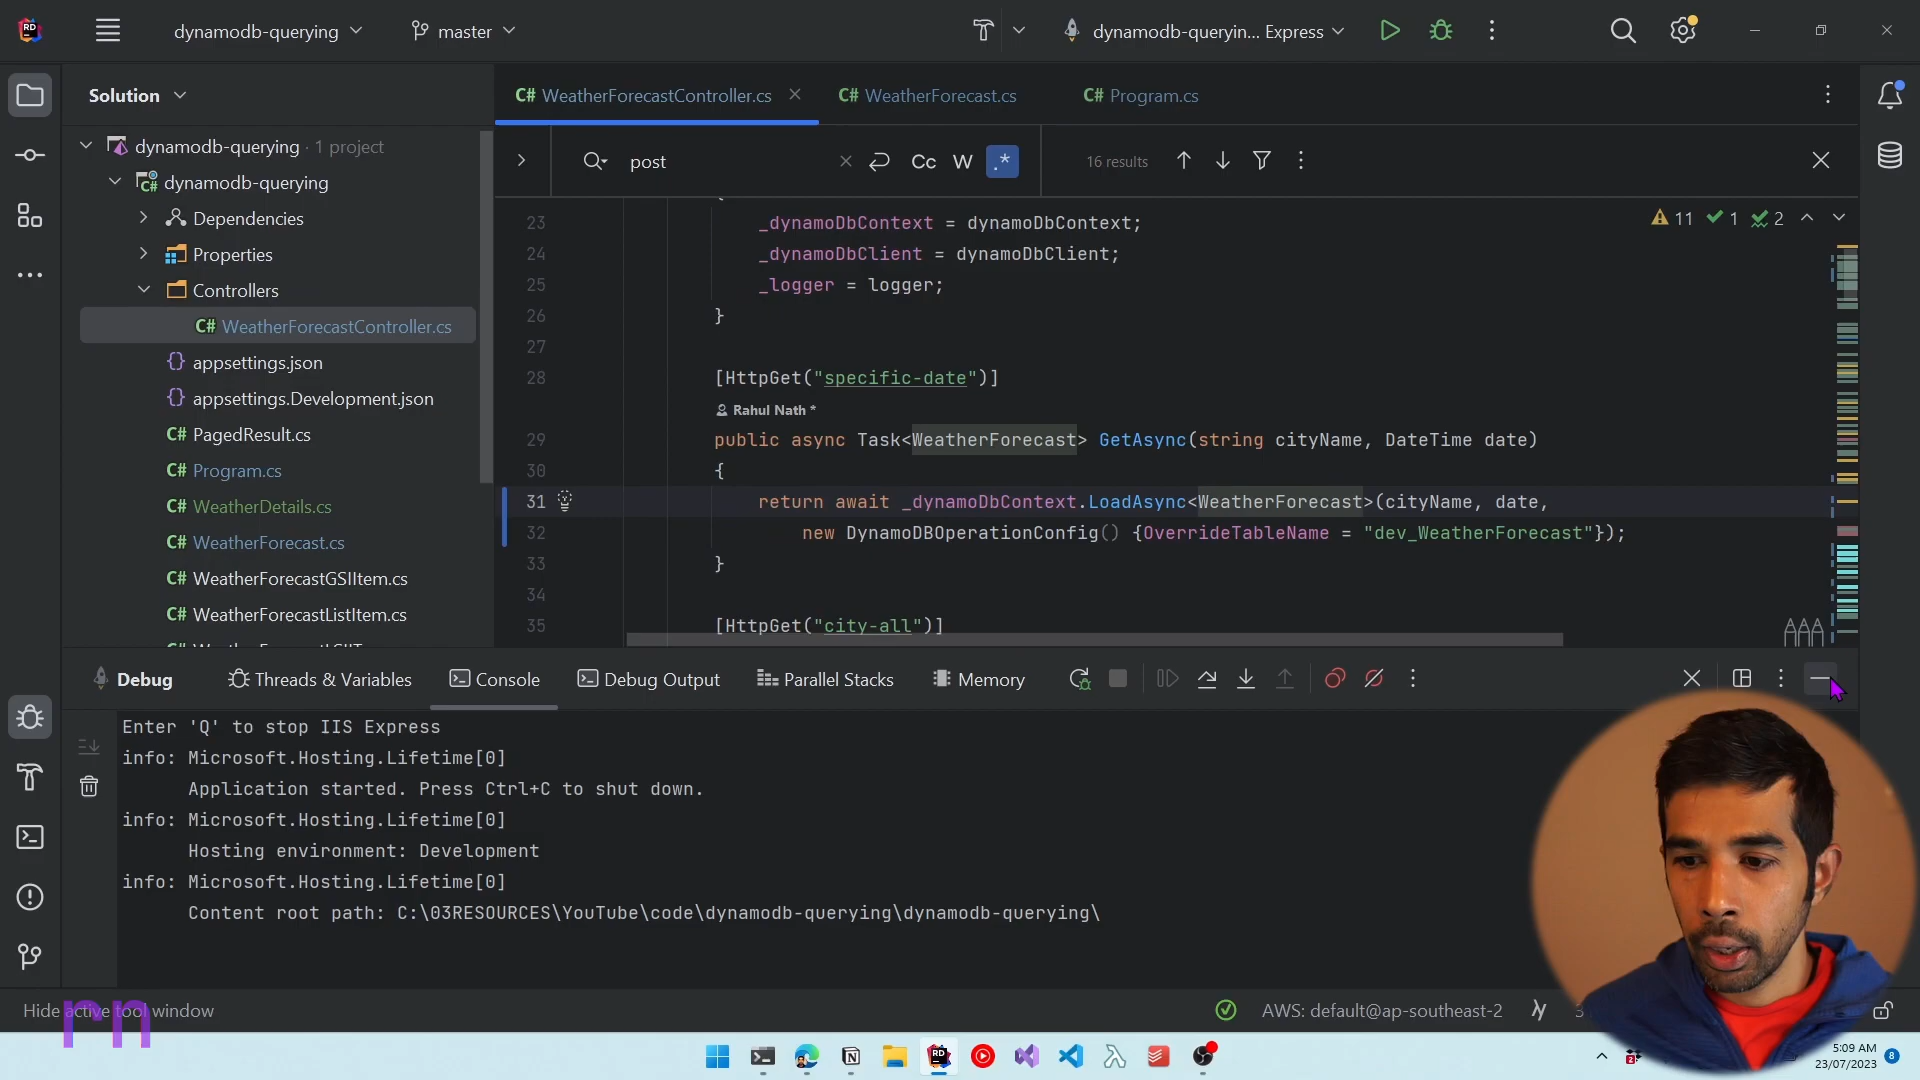 RD
dynamodb-querying
master
dynamodb-queryin... Express
Solution
C# WeatherForecastController.cs
C# WeatherForecast.cs
C# Program.cs
post
Cc
W
.*
16 results
dynamodb-querying · 1 project
dynamodb-querying
Dependencies
Properties
Controllers
C# WeatherForecastController.cs
{} appsettings.json
{} appsettings.Development.json
C# PagedResult.cs
C# Program.cs
C# WeatherDetails.cs
C# WeatherForecast.cs
C# WeatherForecastGSIItem.cs
C# WeatherForecastListItem.cs
11
1
2
{
23 _dynamoDbContext = dynamoDbContext;
24 _dynamoDbClient = dynamoDbClient;
25 _logger = logger;
26 }
27
28 [HttpGet("specific-date")]
Rahul Nath *
29 public async Task<WeatherForecast> GetAsync(string cityName, DateTime date)
30 {
31 return await _dynamoDbContext.LoadAsync<WeatherForecast>(cityName, date,
32 new DynamoDBOperationConfig() {OverrideTableName = "dev_WeatherForecast"});
33 }
34
35 [HttpGet("city-all")]
Debug
Threads & Variables
Console
Debug Output
Parallel Stacks
Memory
Enter 'Q' to stop IIS Express
info: Microsoft.Hosting.Lifetime[0]
Application started. Press Ctrl+C to shut down.
info: Microsoft.Hosting.Lifetime[0]
Hosting environment: Development
info: Microsoft.Hosting.Lifetime[0]
Content root path: C:\03RESOURCES\YouTube\code\dynamodb-querying\dynamodb-querying\
Hide active tool window
rn
AWS: default@ap-southeast-2
3
RD
2
5:09 AM
23/07/2023
8